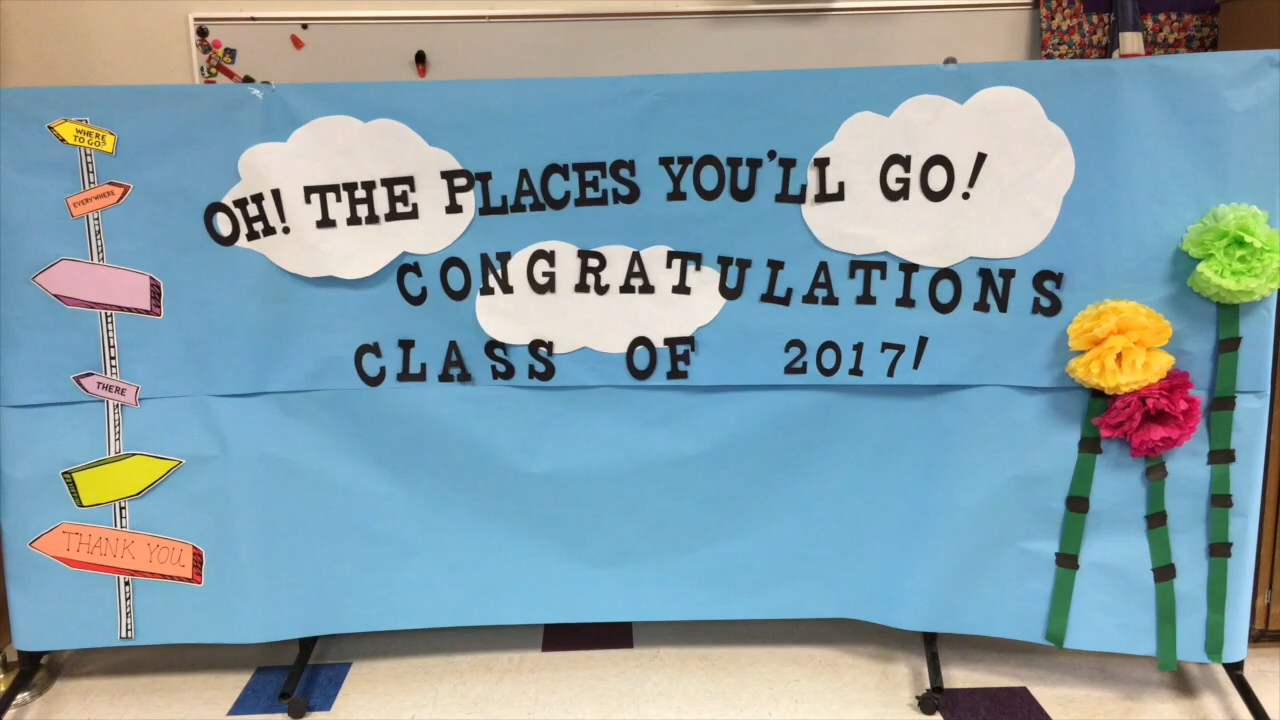 WHERE
TO GO?
EVERYWHERE
THERE
THANK YOU
OH! THE PLACES YOU'LL GO!
CONGRATULATIONS
CLASS OF 2017!